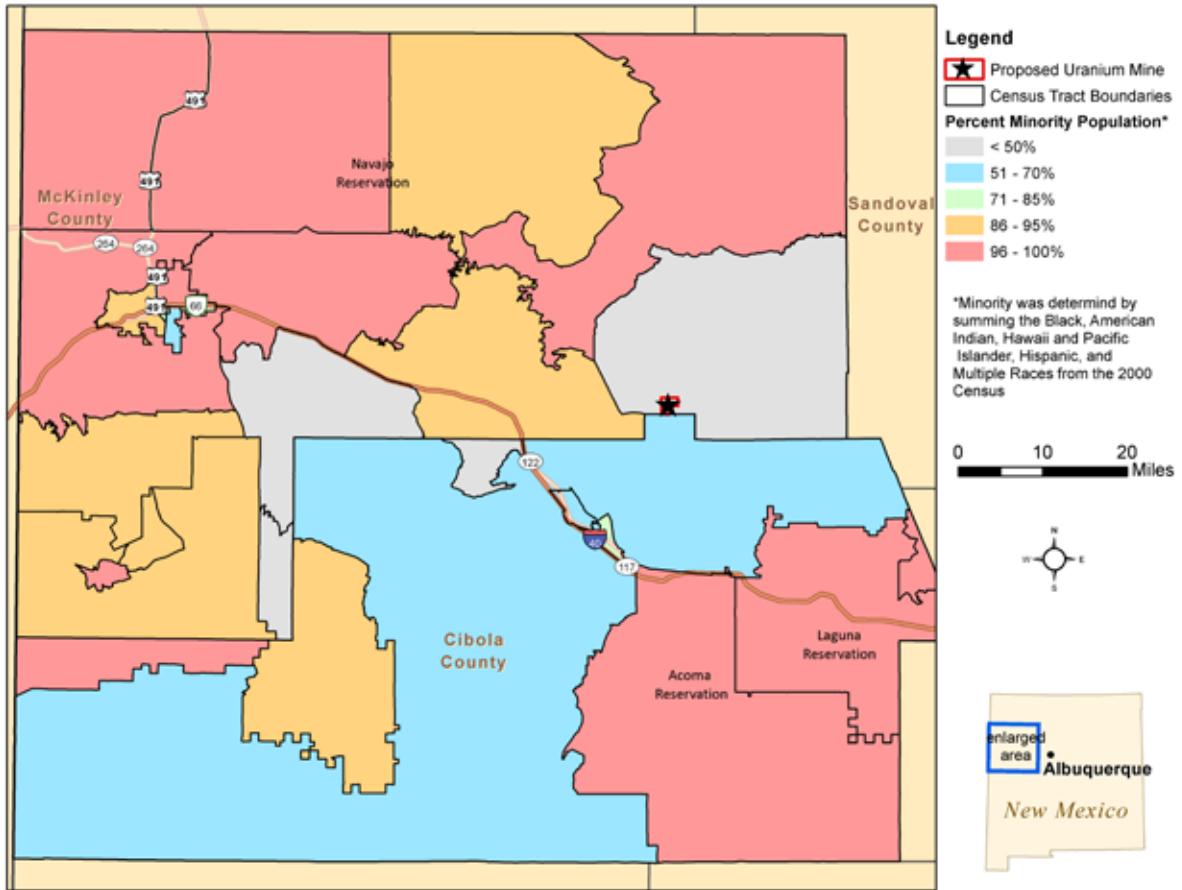 491
Navajo
Reservation
491
McKinley
County
Sandoval
County
264
264
491
491
66
122
40
117
Cibola
County
Acoma
Reservation
Laguna
Reservation
Legend
Proposed Uranium Mine
Census Tract Boundaries
Percent Minority Population*
< 50%
51 - 70%
71 - 85%
86 - 95%
96 - 100%
*Minority was determind by
summing the Black, American
Indian, Hawaii and Pacific
Islander, Hispanic, and
Multiple Races from the 2000
Census
0 10 20
Miles
N
W E
S
enlarged
area
Albuquerque
New Mexico